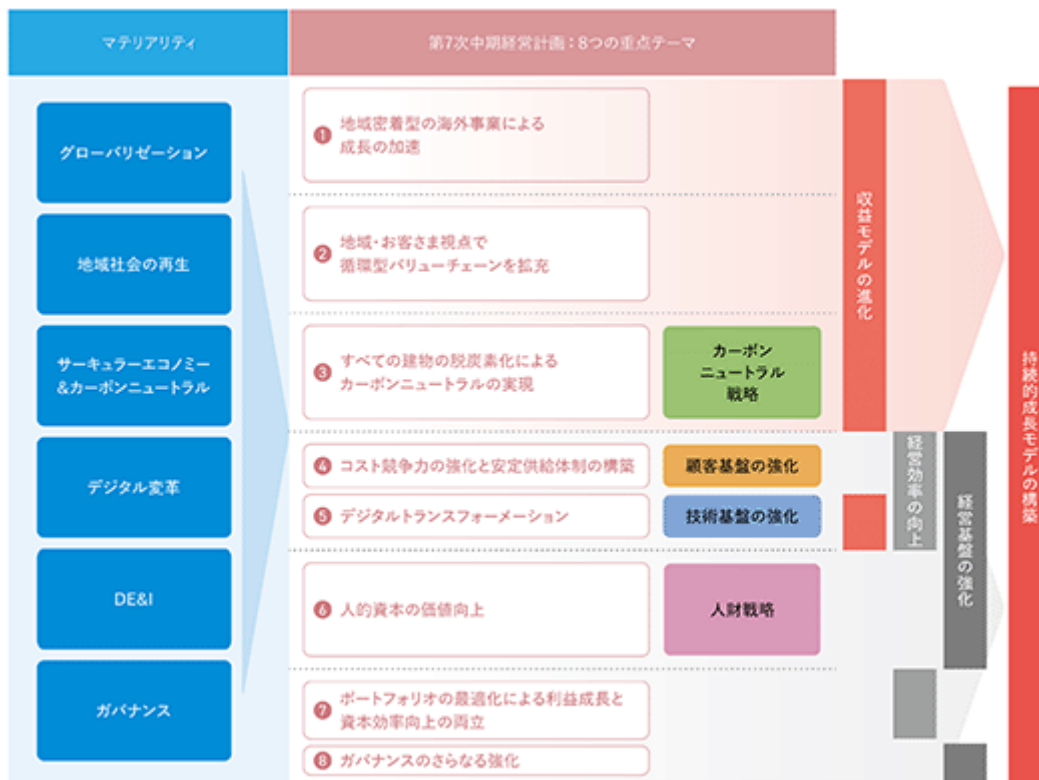 マテリアリティ
第7次中期経営計画：8つの重点テーマ
グローバリゼーション
地域社会の再生
サーキュラーエコノミー
&カーボンニュートラル
デジタル変革
DE&I
ガバナンス
1 地域密着型の海外事業による
成長の加速
2 地域・お客さま視点で
循環型バリューチェーンを拡充
3 すべての建物の脱炭素化による
カーボンニュートラルの実現
カーボン
ニュートラル
戦略
4 コスト競争力の強化と安定供給体制の構築
顧客基盤の強化
5 デジタルトランスフォーメーション
技術基盤の強化
6 人的資本の価値向上
人財戦略
7 ポートフォリオの最適化による利益成長と
資本効率向上の両立
8 ガバナンスのさらなる強化
収益モデルの進化
経営効率の向上
経営基盤の強化
持続的成長モデルの構築